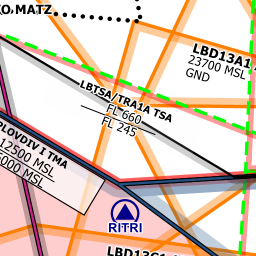 MATZ
LBD13A1
23700 MSL
GND
LBTSA/TRA1A TSA
FL 660
FL 245
PLOVDIV I TMA
12500 MSL
000 MSL
RITRI